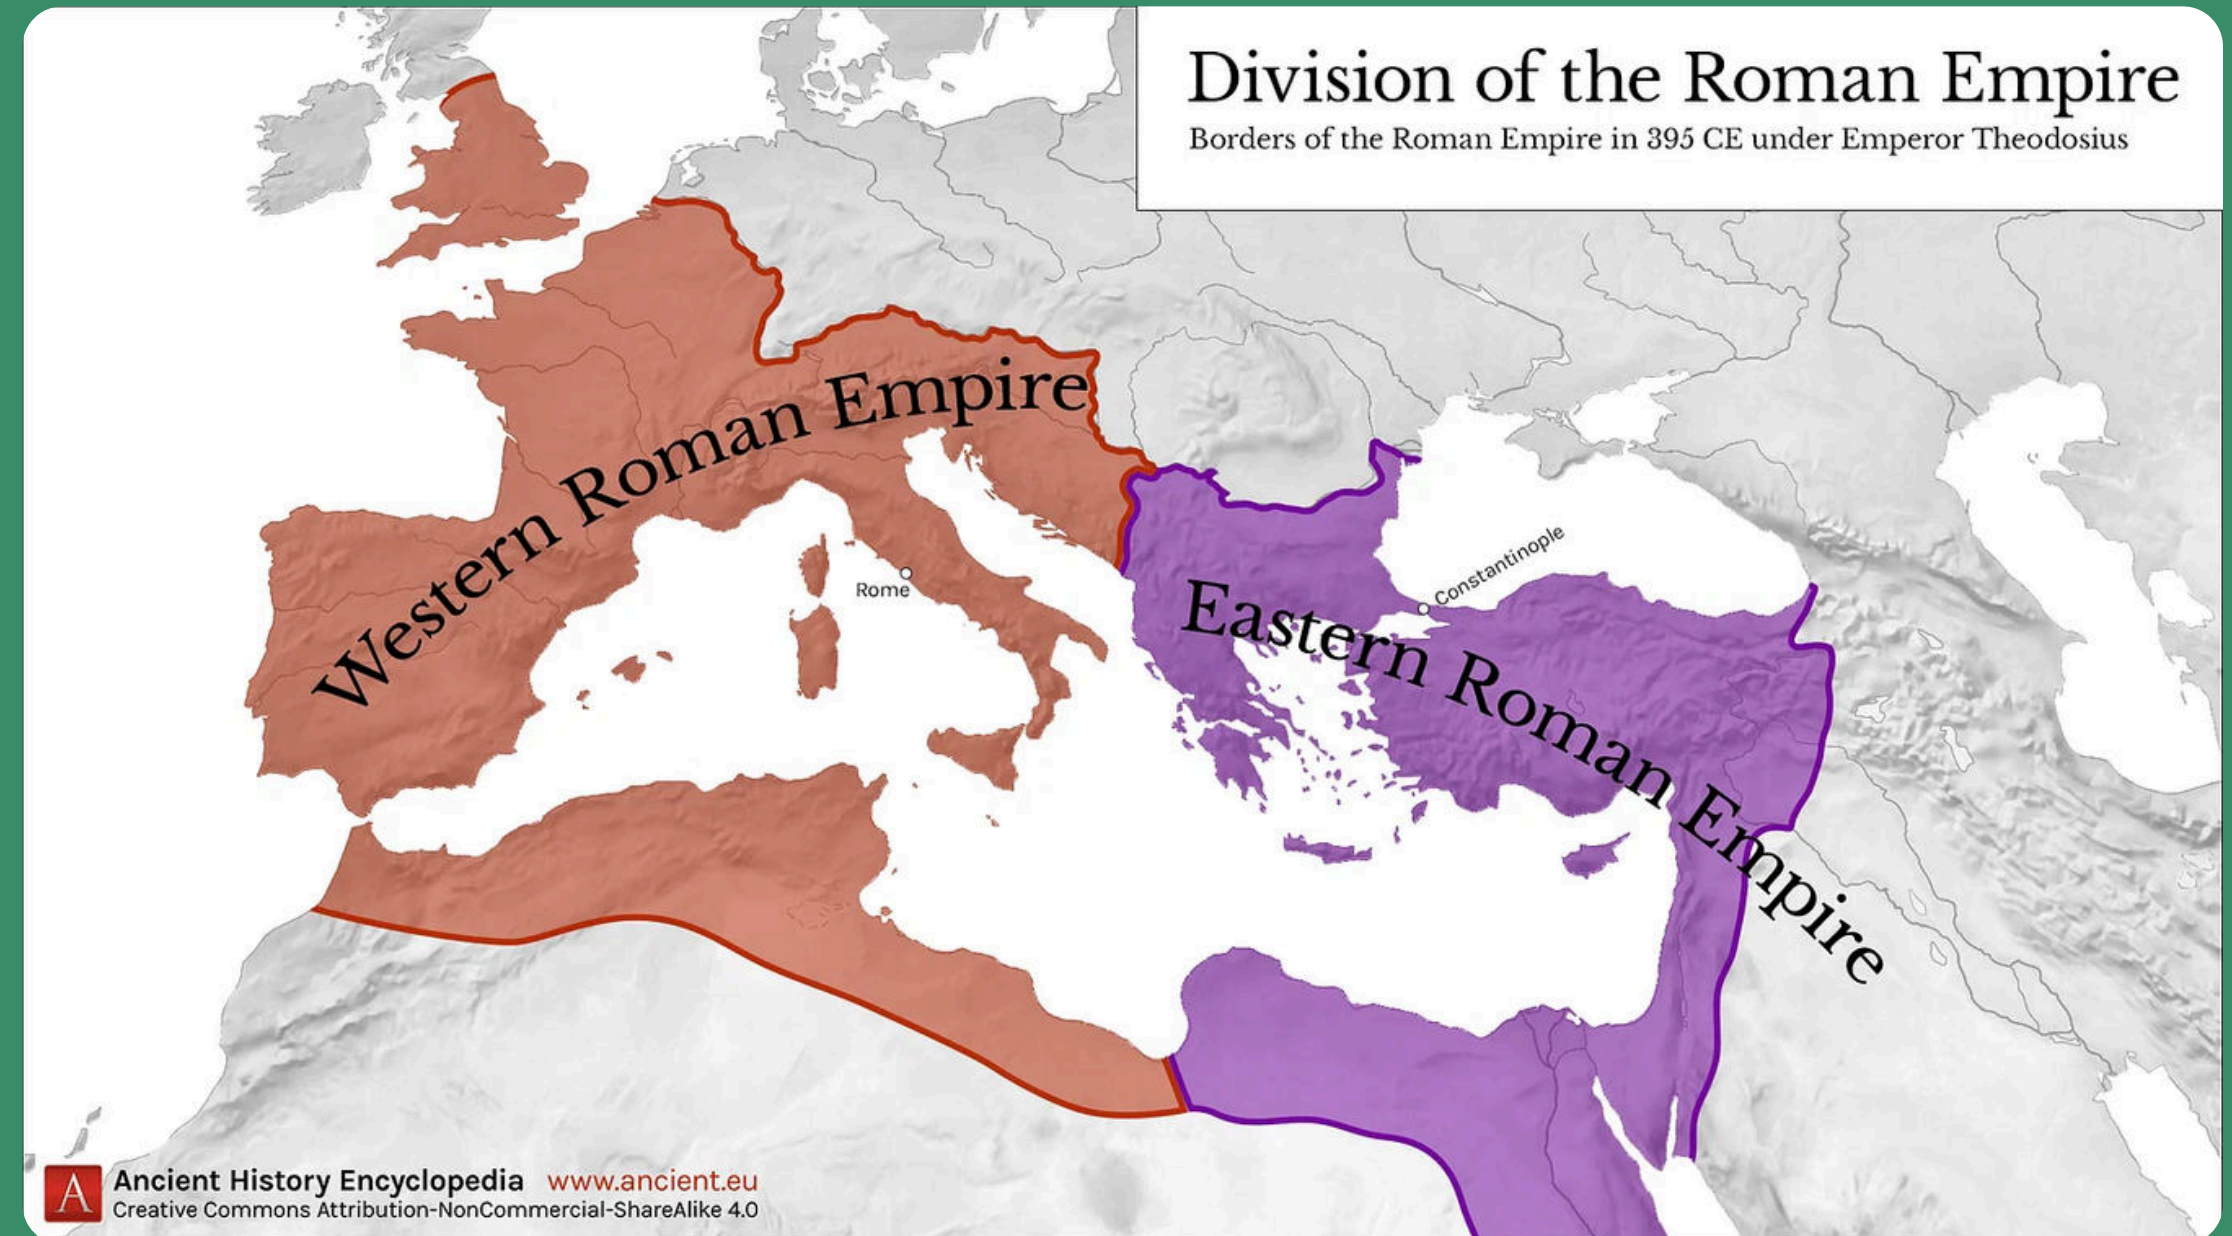 Division of the Roman Empire
Borders of the Roman Empire in 395 CE under Emperor Theodosius
Western Roman Empire
Rome
Constantinople
Eastern Roman Empire
A
Ancient History Encyclopedia www.ancient.eu
Creative Commons Attribution-NonCommercial-ShareAlike 4.0